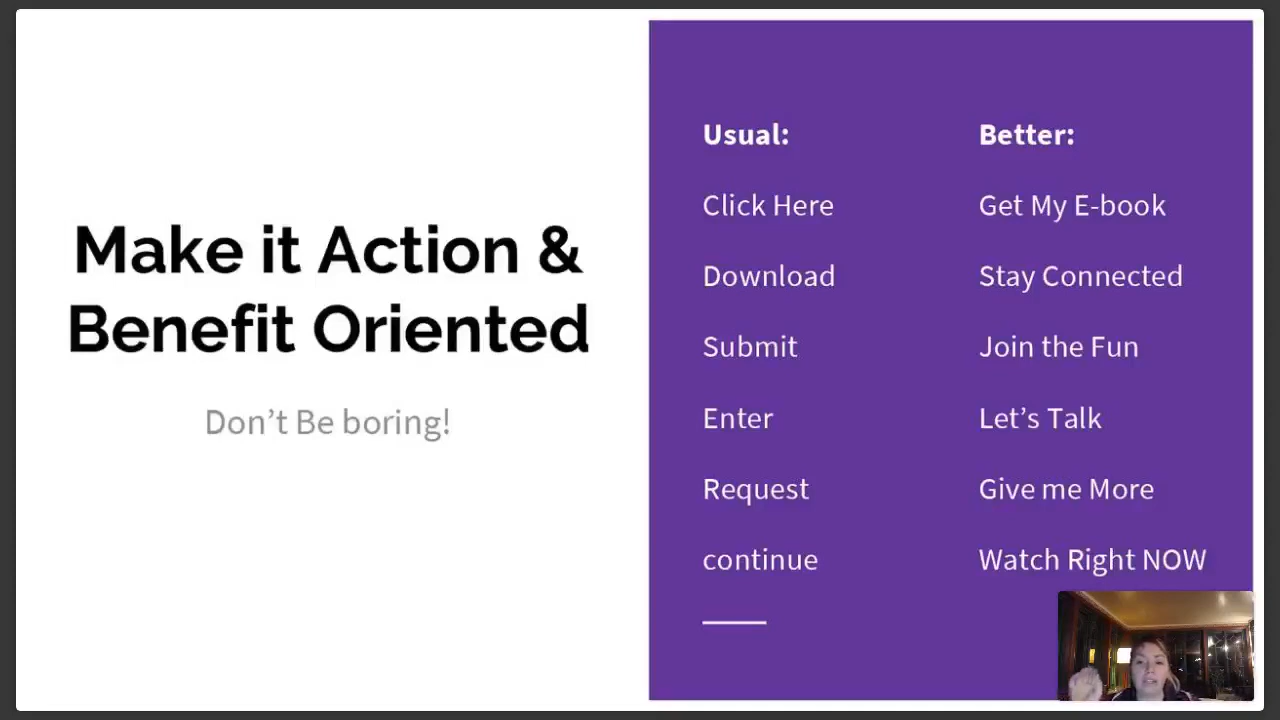 Make it Action &
Benefit Oriented
Don’t Be boring!
Usual:
Click Here
Download
Submit
Enter
Request
continue
Better:
Get My E-book
Stay Connected
Join the Fun
Let’s Talk
Give me More
Watch Right NOW